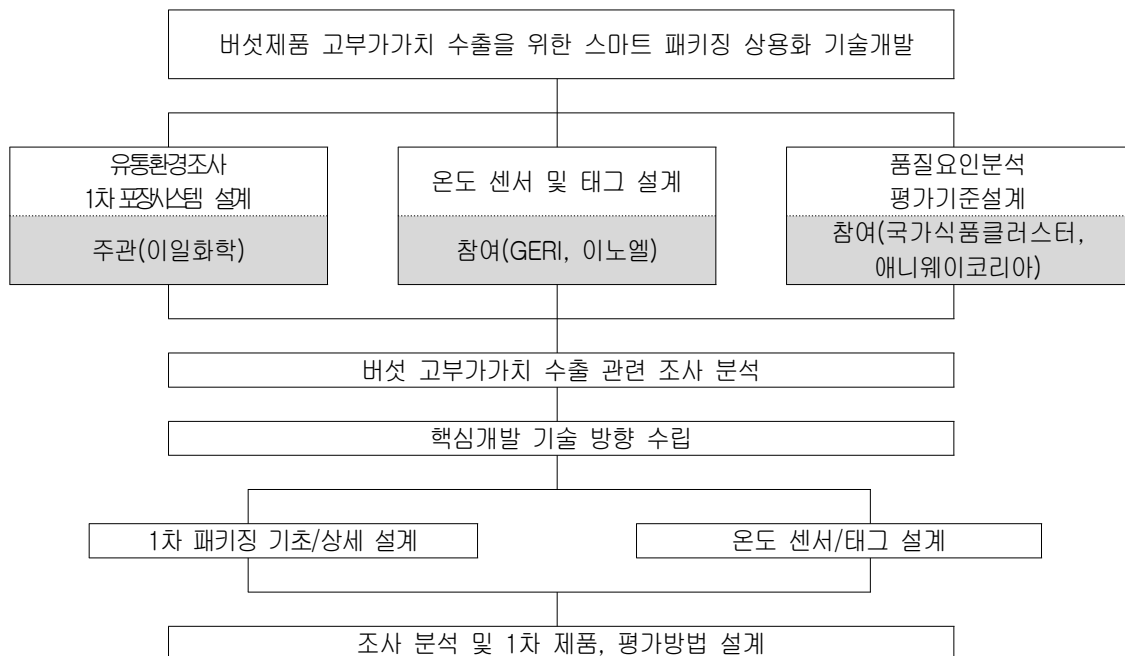 버섯제품 고부가가치 수출을 위한 스마트 패키징 상용화 기술개발
유통환경조사
1차 포장시스템 설계
주관(이일화학)
온도 센서 및 태그 설계
참여(GERI, 이노엘)
품질요인분석
평가기준설계
참여(국가식품클러스터,
애니웨이코리아)
버섯 고부가가치 수출 관련 조사 분석
핵심개발 기술 방향 수립
1차 패키징 기초/상세 설계
온도 센서/태그 설계
조사 분석 및 1차 제품, 평가방법 설계